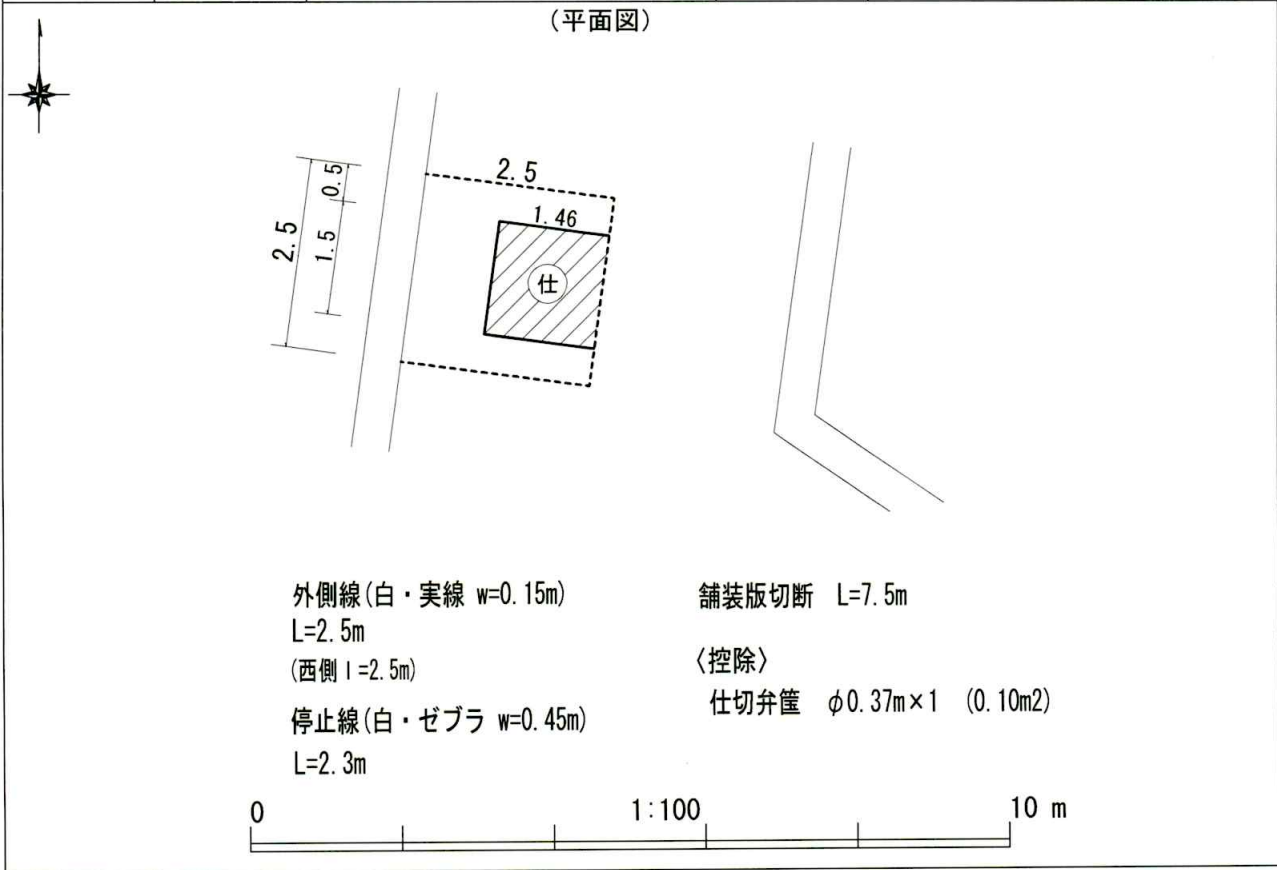 (平面図)
2.5
0.5
1.46
2.5
1.5
仕
外側線(白・実線 w=0.15m)
L=2.5m
(西側 l=2.5m)
停止線(白・ゼブラ w=0.45m)
L=2.3m
舗装版切断 L=7.5m
〈控除〉
仕切弁筐 φ0.37m×1 (0.10m2)
0 1:100 10 m